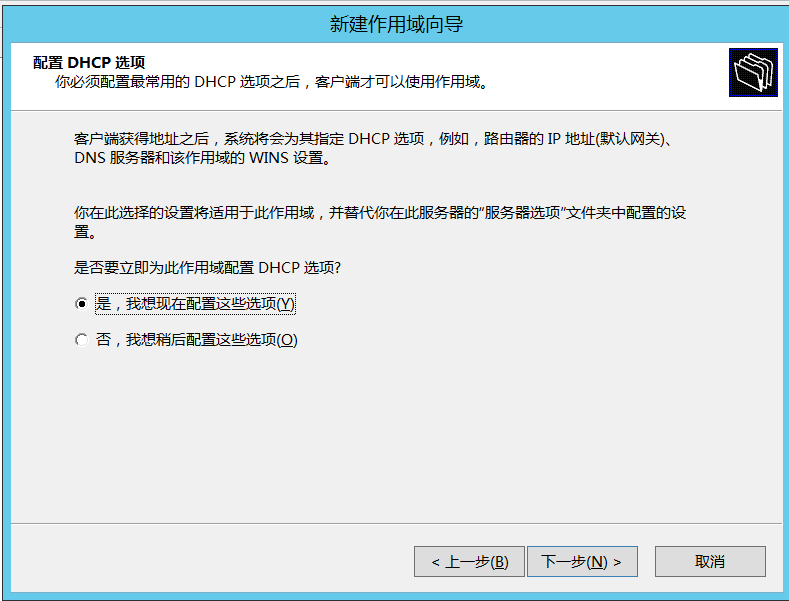 新建作用域向导
配置 DHCP 选项
你必须配置最常用的 DHCP 选项之后，客户端才可以使用作用域。
客户端获得地址之后，系统将会为其指定 DHCP 选项，例如，路由器的 IP 地址(默认网关)、
DNS 服务器和该作用域的 WINS 设置。
你在此选择的设置将适用于此作用域，并替代你在此服务器的“服务器选项”文件夹中配置的设
置。
是否要立即为此作用域配置 DHCP 选项?
是，我想现在配置这些选项(Y)
否，我想稍后配置这些选项(O)
< 上一步(B) 下一步(N) > 取消